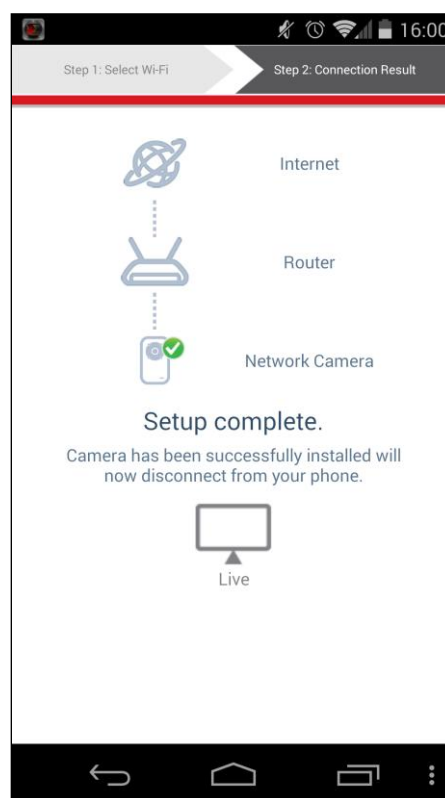 16:00
Step 1: Select Wi-Fi
Step 2: Connection Result
Internet
Router
Network Camera
Setup complete.
Camera has been successfully installed will
now disconnect from your phone.
Live